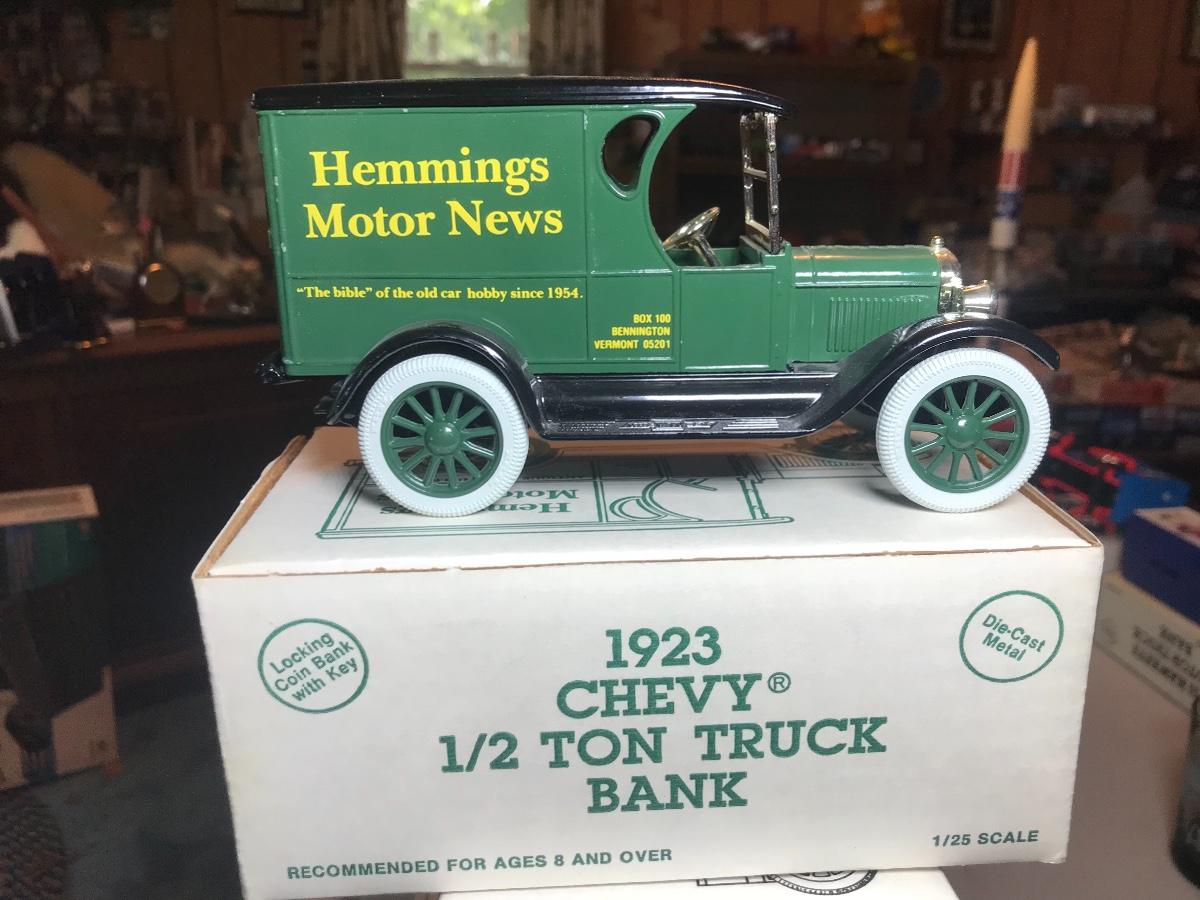 Hemmings
Motor News
“The bible” of the old car hobby since 1954.
BOX 100
BENNINGTON
VERMONT 05201
Locking
Coin Bank
with Key
Die-Cast
Metal
1923
CHEVY®
1/2 TON TRUCK
BANK
RECOMMENDED FOR AGES 8 AND OVER
1/25 SCALE